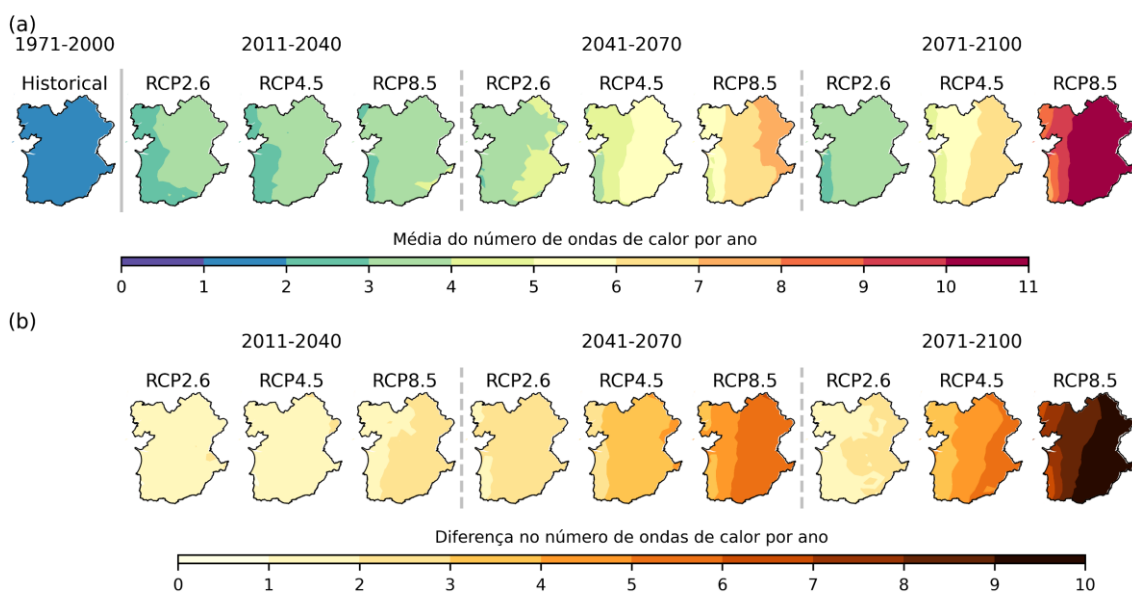 (a)
1971-2000 2011-2040 2041-2070 2071-2100
Historical RCP2.6 RCP4.5 RCP8.5 RCP2.6 RCP4.5 RCP8.5 RCP2.6 RCP4.5 RCP8.5
Média do número de ondas de calor por ano
0 1 2 3 4 5 6 7 8 9 10 11
(b)
2011-2040 2041-2070 2071-2100
RCP2.6 RCP4.5 RCP8.5 RCP2.6 RCP4.5 RCP8.5 RCP2.6 RCP4.5 RCP8.5
Diferença no número de ondas de calor por ano
0 1 2 3 4 5 6 7 8 9 10